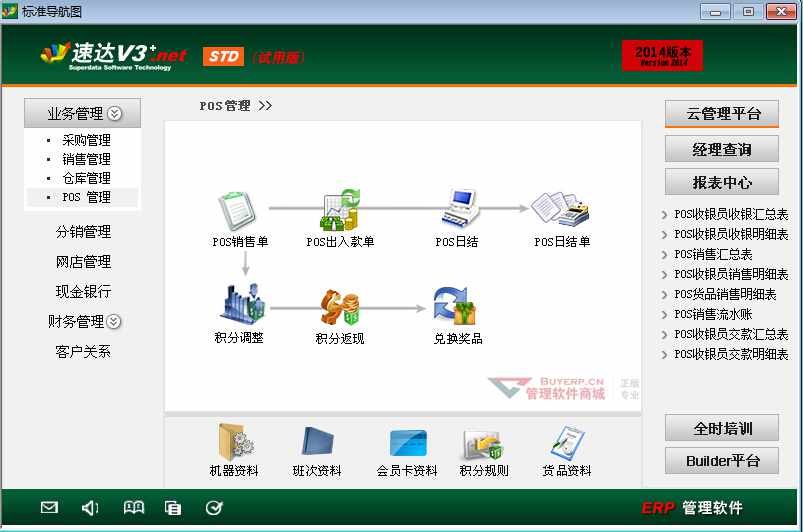 标准导航图
速达V3+.net
Superdata Software Technology
STD
(试用版)
2014版本
Version 2014
业务管理
采购管理
销售管理
仓库管理
POS 管理
分销管理
网店管理
现金银行
财务管理
客户关系
POS管理 >>
POS销售单
POS出入款单
POS日结
POS日结单
积分调整
积分返现
兑换奖品
BUYERP.CN
管理软件商城
正版
专业
机器资料
班次资料
会员卡资料
积分规则
货品资料
云管理平台
经理查询
报表中心
POS收银员收银汇总表
POS收银员收银明细表
POS销售汇总表
POS收银员销售明细表
POS货品销售明细表
POS销售流水账
POS收银员交款汇总表
POS收银员交款明细表
全时培训
Builder平台
ERP 管理软件